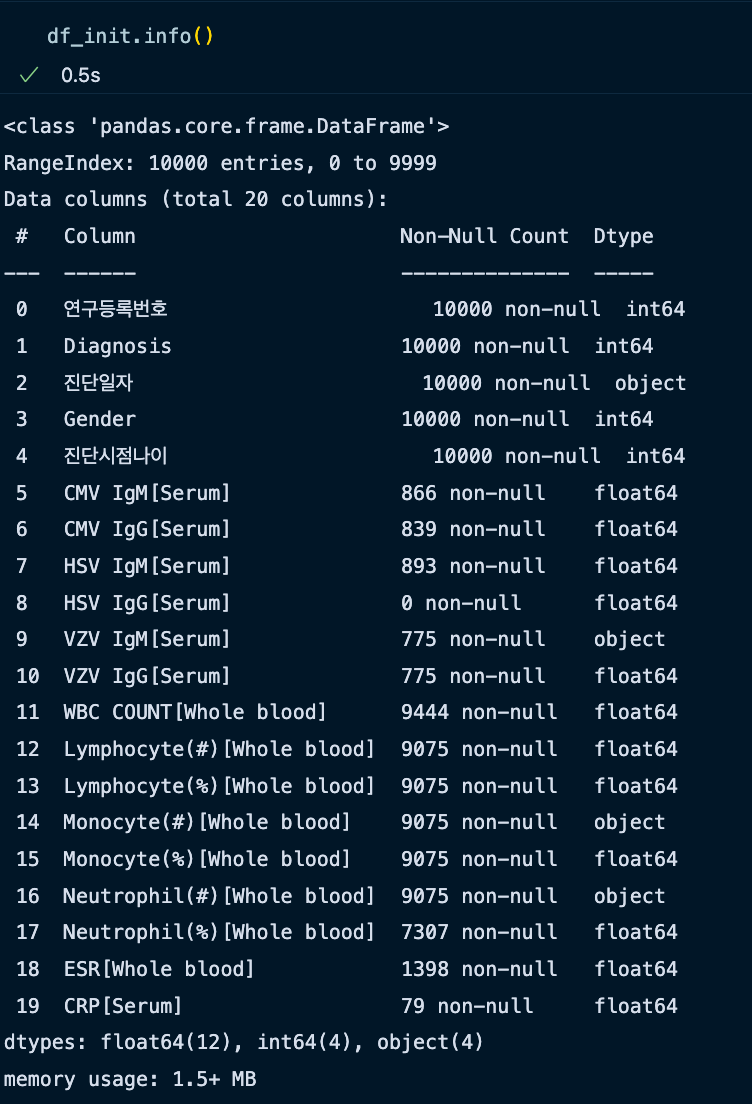 df_init.info()
✓ 0.5s
<class 'pandas.core.frame.DataFrame'>
RangeIndex: 10000 entries, 0 to 9999
Data columns (total 20 columns):
 #   Column                      Non-Null Count  Dtype
---  ------                      --------------  -----
 0   연구등록번호                      10000 non-null  int64
 1   Diagnosis                   10000 non-null  int64
 2   진단일자                        10000 non-null  object
 3   Gender                      10000 non-null  int64
 4   진단시점나이                      10000 non-null  int64
 5   CMV IgM[Serum]              866 non-null    float64
 6   CMV IgG[Serum]              839 non-null    float64
 7   HSV IgM[Serum]              893 non-null    float64
 8   HSV IgG[Serum]              0 non-null      float64
 9   VZV IgM[Serum]              775 non-null    object
 10  VZV IgG[Serum]              775 non-null    float64
 11  WBC COUNT[Whole blood]      9444 non-null   float64
 12  Lymphocyte(#)[Whole blood]  9075 non-null   float64
 13  Lymphocyte(%)[Whole blood]  9075 non-null   float64
 14  Monocyte(#)[Whole blood]    9075 non-null   object
 15  Monocyte(%)[Whole blood]    9075 non-null   float64
 16  Neutrophil(#)[Whole blood]  9075 non-null   object
 17  Neutrophil(%)[Whole blood]  7307 non-null   float64
 18  ESR[Whole blood]            1398 non-null   float64
 19  CRP[Serum]                  79 non-null     float64
dtypes: float64(12), int64(4), object(4)
memory usage: 1.5+ MB